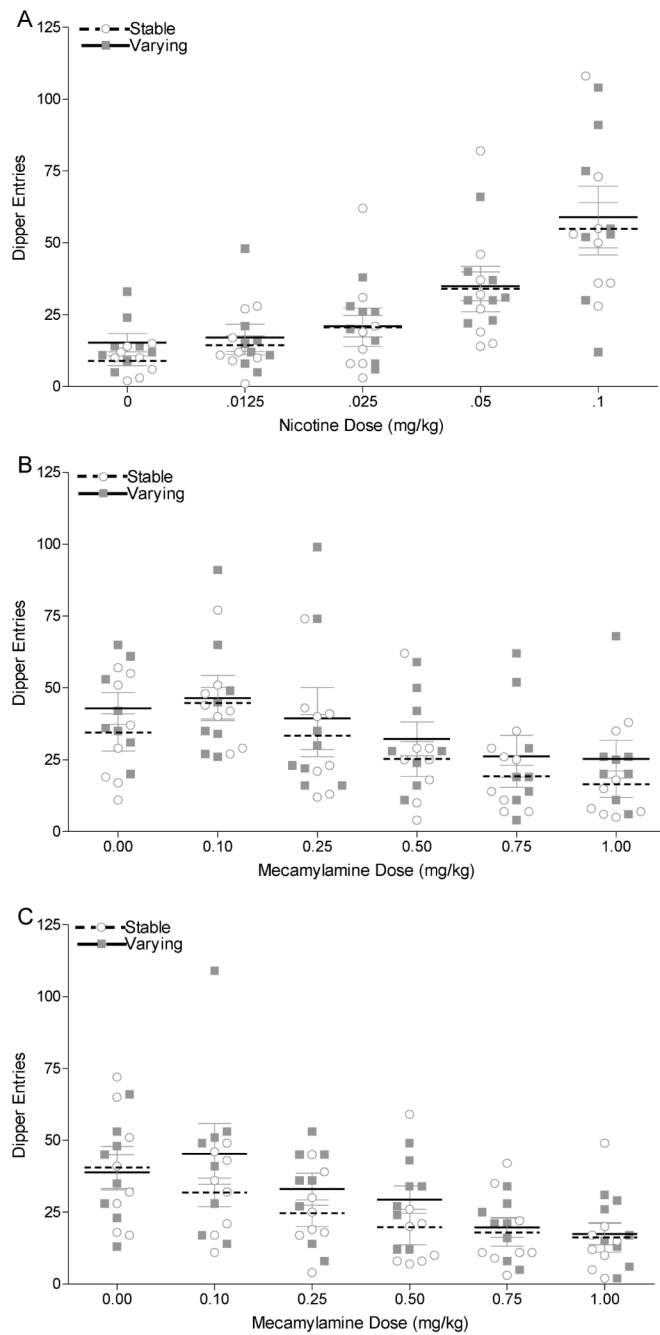 A
125
100
75
50
25
0
Dipper Entries
Stable
Varying
0 .0125 .025 .05 .1
Nicotine Dose (mg/kg)
B
125
100
75
50
25
0
Dipper Entries
Stable
Varying
0.00 0.10 0.25 0.50 0.75 1.00
Mecamylamine Dose (mg/kg)
C
125
100
75
50
25
0
Dipper Entries
Stable
Varying
0.00 0.10 0.25 0.50 0.75 1.00
Mecamylamine Dose (mg/kg)